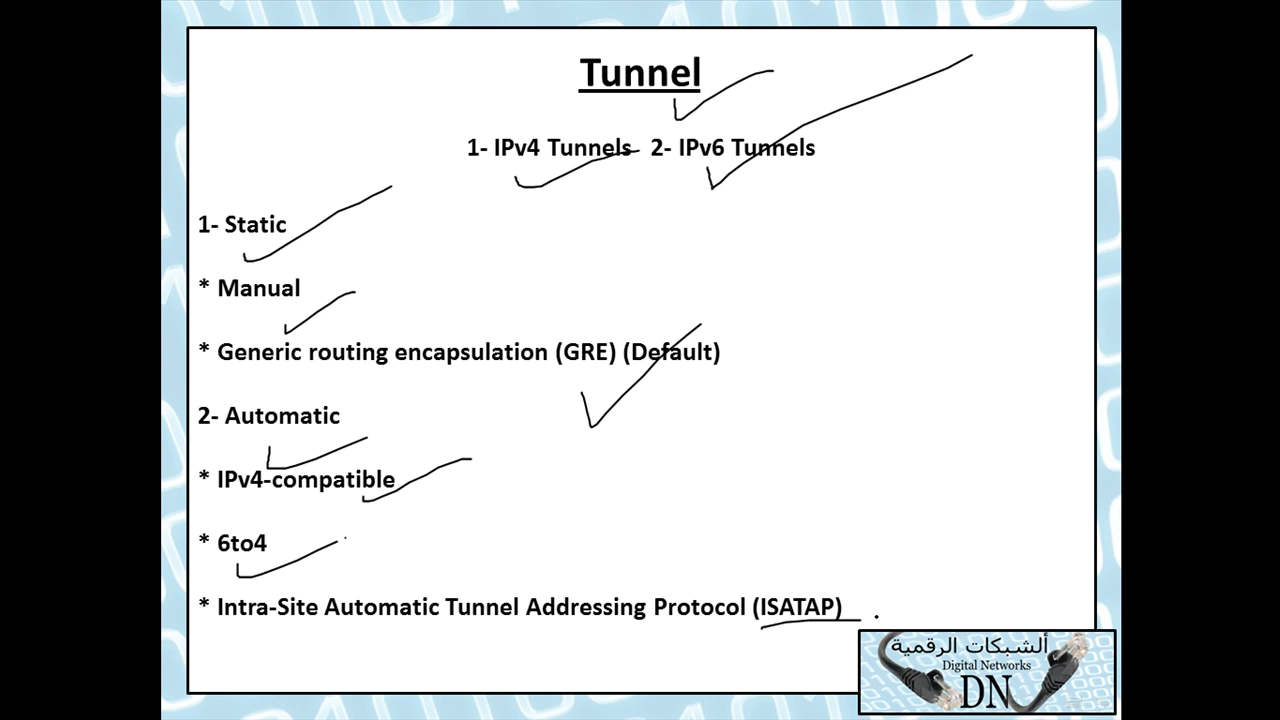 Tunnel
1- IPv4 Tunnels 2- IPv6 Tunnels
1- Static
* Manual
* Generic routing encapsulation (GRE) (Default)
2- Automatic
* IPv4-compatible
* 6to4
* Intra-Site Automatic Tunnel Addressing Protocol (ISATAP)
ألشبكات الرقمية
Digital Networks
DN